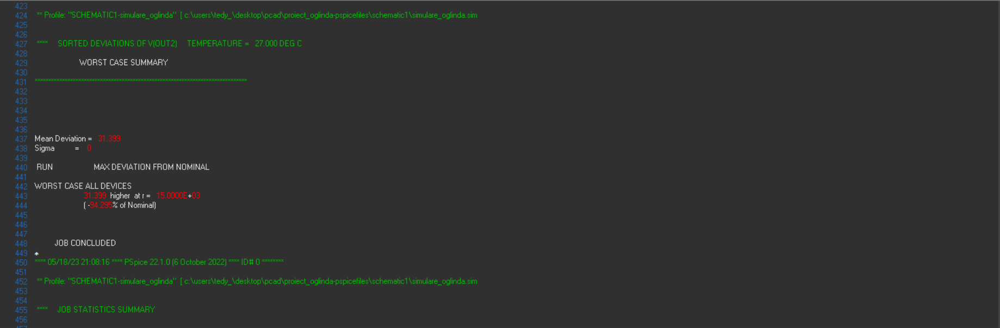 423
424 ** Profile: "SCHEMATIC1-simulare_oglinda" [ c:\users\tedy_\desktop\pcad\proiect_oglinda-pspicefiles\schematic1\simulare_oglinda.sim
425
426
427 **** SORTED DEVIATIONS OF V(OUT2) TEMPERATURE = 27.000 DEG C
428
429 WORST CASE SUMMARY
430
431
432
433
434
435
436
437 Mean Deviation = 31.399
438 Sigma = 0
439
440 RUN MAX DEVIATION FROM NOMINAL
441
442 WORST CASE ALL DEVICES
443 31.399 higher at r = 15.0000E+03
444 ( -94.295% of Nominal)
445
446
447
448 JOB CONCLUDED
449
450 **** 05/18/23 21:08:16 **** PSpice 22.1.0 (6 October 2022) **** ID# 0 ********
451
452 ** Profile: "SCHEMATIC1-simulare_oglinda" [ c:\users\tedy_\desktop\pcad\proiect_oglinda-pspicefiles\schematic1\simulare_oglinda.sim
453
454
455 **** JOB STATISTICS SUMMARY
456